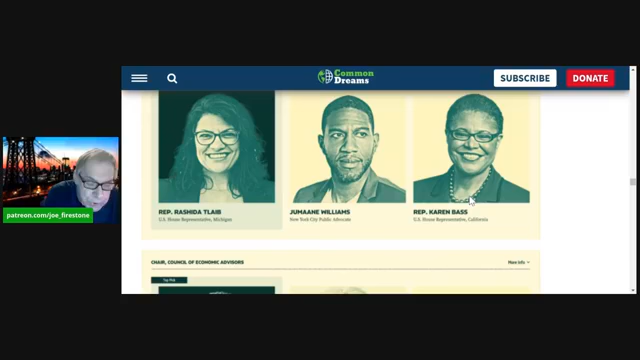 Common
Dreams
SUBSCRIBE
DONATE
patreon.com/joe_firestone
REP. RASHIDA TLAIB
U.S. House Representative, Michigan
JUMAANE WILLIAMS
New York City Public Advocate
REP. KAREN BASS
U.S. House Representative, California
CHAIR, COUNCIL OF ECONOMIC ADVISORS
More info
Top Pick